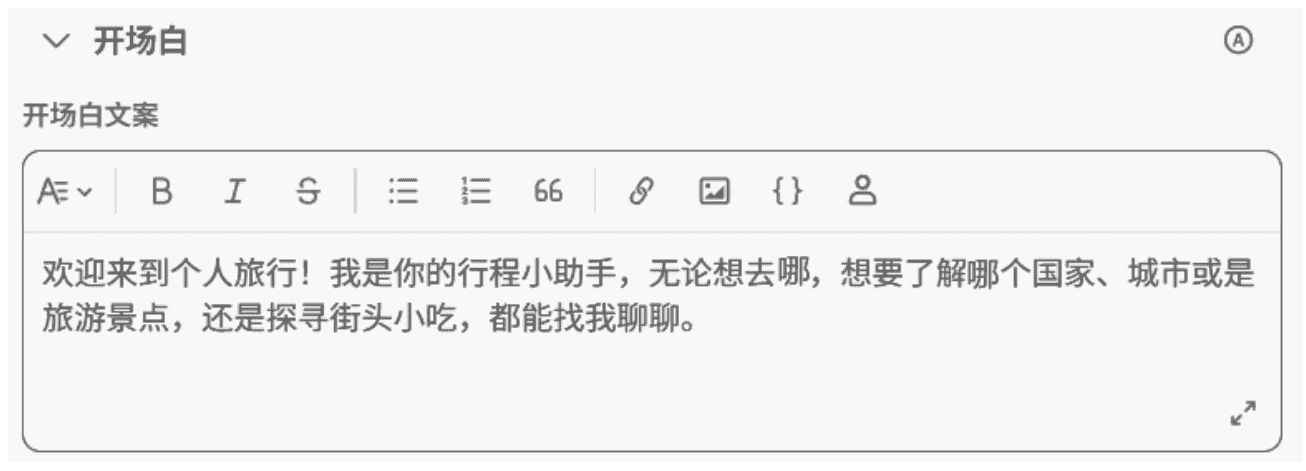 开场白
开场白文案
欢迎来到个人旅行！我是你的行程小助手，无论想去哪，想要了解哪个国家、城市或是
旅游景点，还是探寻街头小吃，都能找我聊聊。